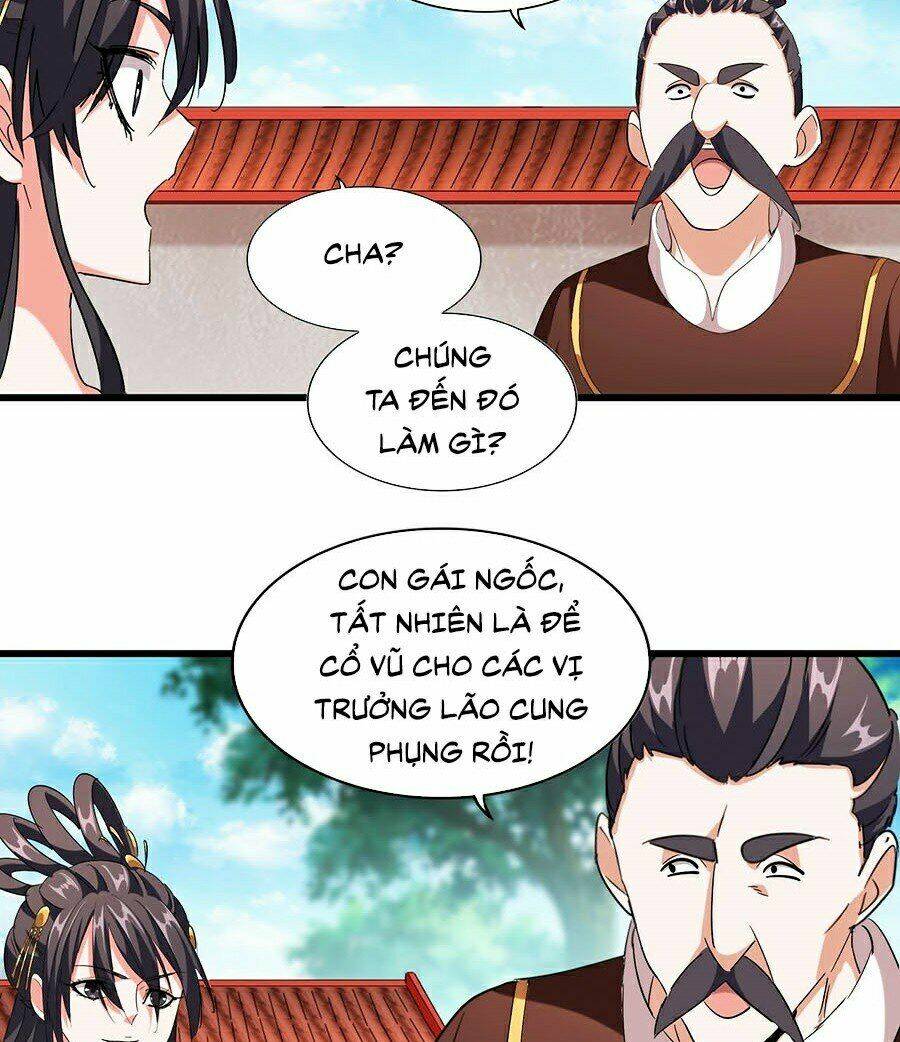 CHA?
CHÚNG
TA ĐẾN ĐÓ
LÀM GÌ?
CON GÁI NGỐC,
TẤT NHIÊN LÀ ĐỂ
CỔ VŨ CHO CÁC VỊ
TRƯỞNG LÃO CUNG
PHỤNG RỒI!